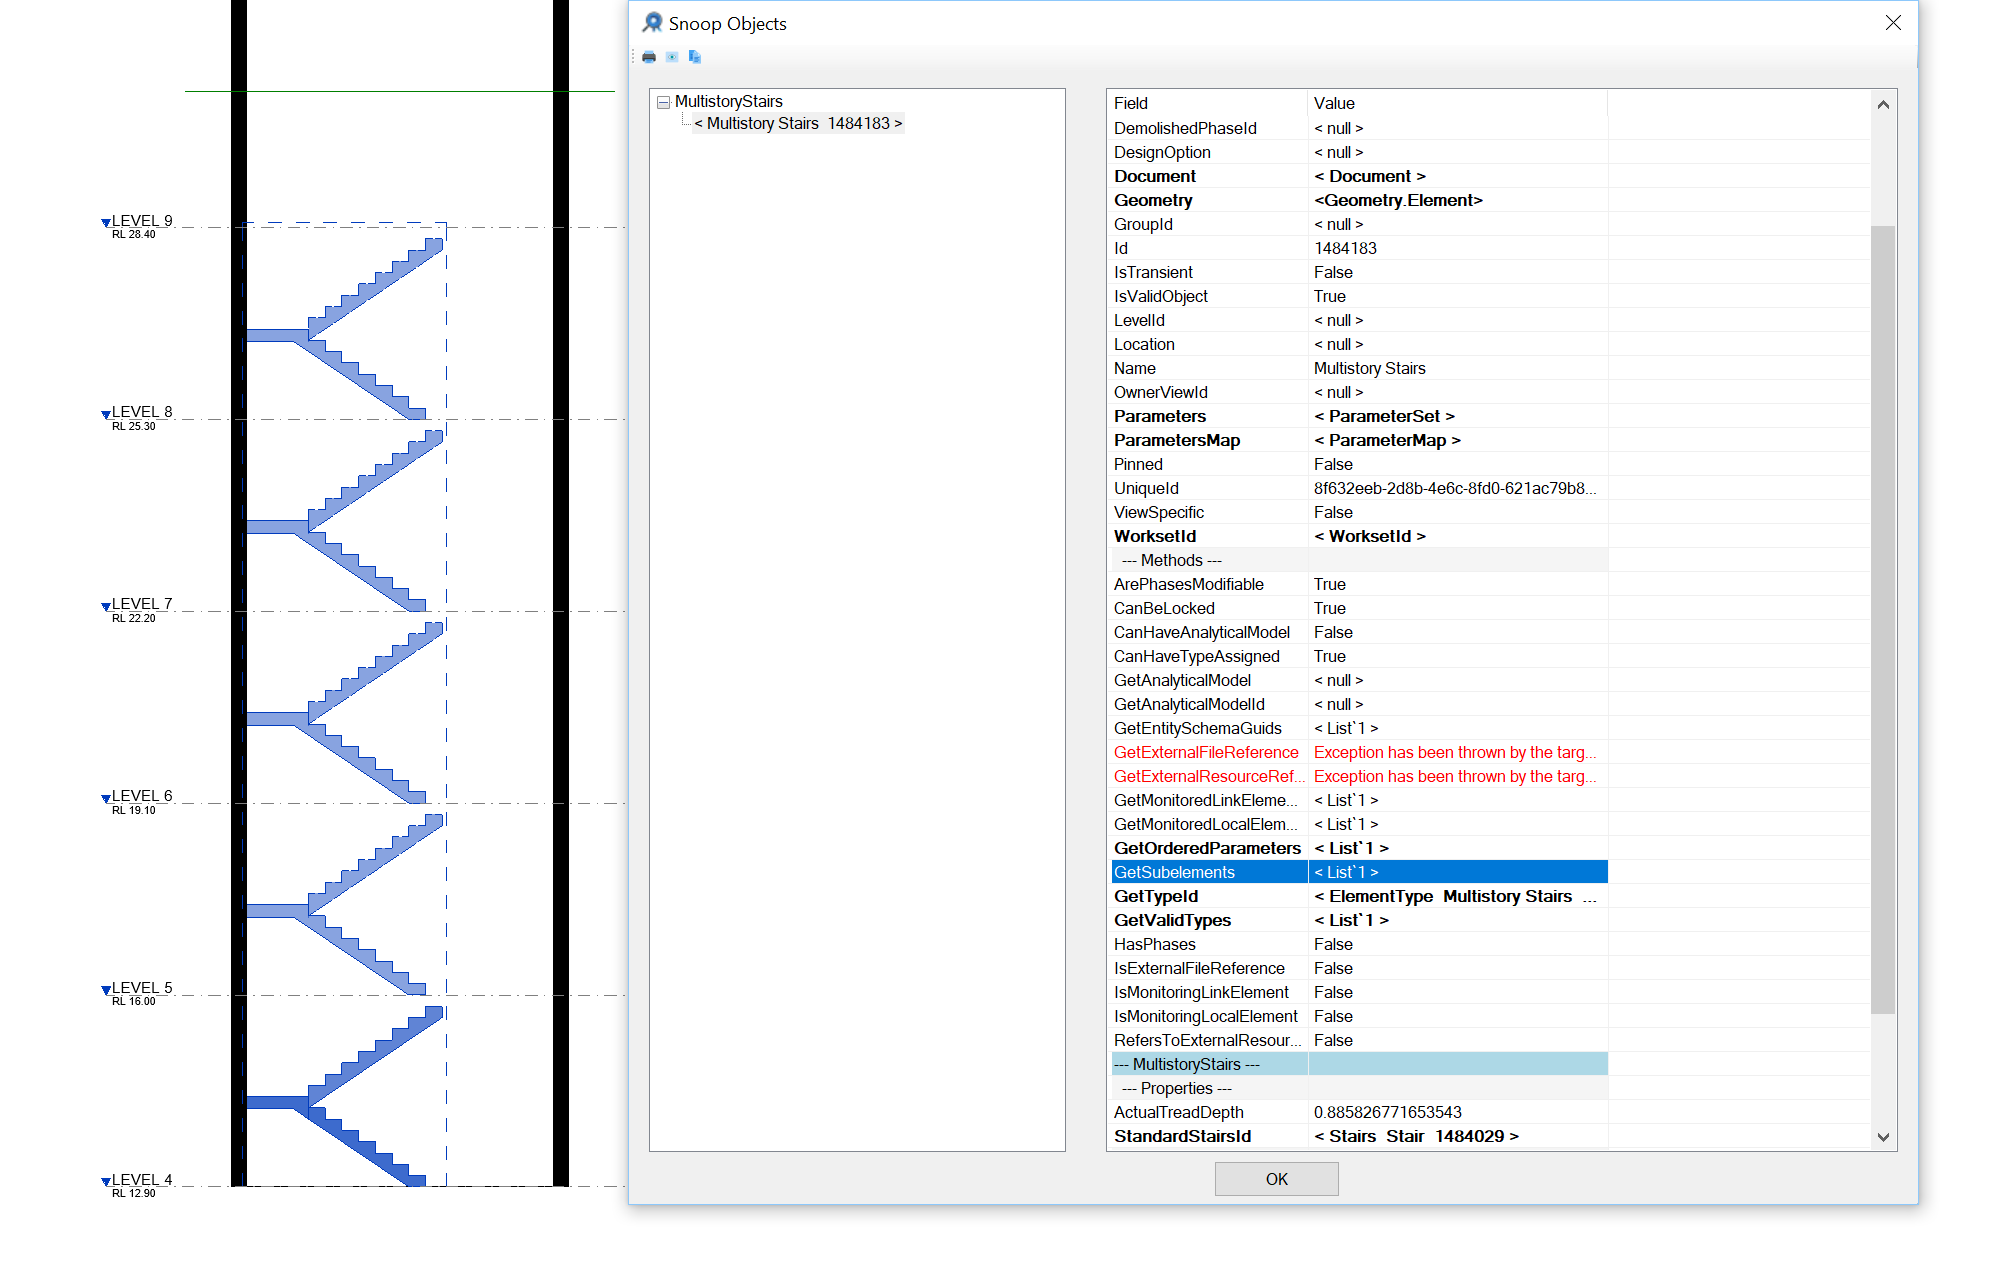 LEVEL 9
RL 28.40
LEVEL 8
RL 25.30
LEVEL 7
RL 22.20
LEVEL 6
RL 19.10
LEVEL 5
RL 16.00
LEVEL 4
RL 12.90
Snoop Objects
MultistoryStairs
< Multistory Stairs 1484183 >
Field Value
DemolishedPhaseId < null >
DesignOption < null >
Document < Document >
Geometry <Geometry.Element>
GroupId < null >
Id 1484183
IsTransient False
IsValidObject True
LevelId < null >
Location < null >
Name Multistory Stairs
OwnerViewId < null >
Parameters < ParameterSet >
ParametersMap < ParameterMap >
Pinned False
UniqueId 8f632eeb-2d8b-4e6c-8fd0-621ac79b8...
ViewSpecific False
WorksetId < WorksetId >
--- Methods ---
ArePhasesModifiable True
CanBeLocked True
CanHaveAnalyticalModel False
CanHaveTypeAssigned True
GetAnalyticalModel < null >
GetAnalyticalModelId < null >
GetEntitySchemaGuids < List`1 >
GetExternalFileReference Exception has been thrown by the targ...
GetExternalResourceRef... Exception has been thrown by the targ...
GetMonitoredLinkEleme... < List`1 >
GetMonitoredLocalElem... < List`1 >
GetOrderedParameters < List`1 >
GetSubelements < List`1 >
GetTypeId < ElementType Multistory Stairs ...
GetValidTypes < List`1 >
HasPhases False
IsExternalFileReference False
IsMonitoringLinkElement False
IsMonitoringLocalElement False
RefersToExternalResour... False
--- MultistoryStairs ---
--- Properties ---
ActualTreadDepth 0.885826771653543
StandardStairsId < Stairs Stair 1484029 >
OK